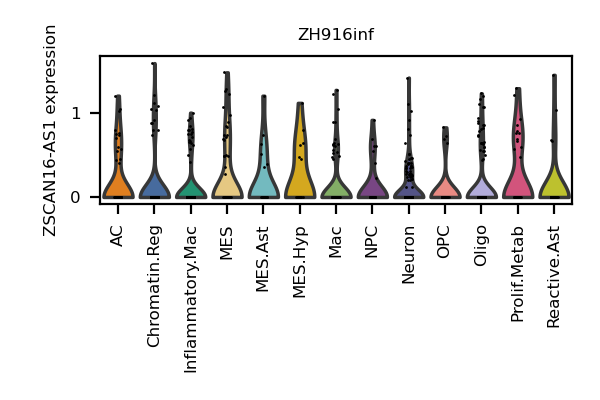 ZH916inf
ZSCAN16-AS1 expression
1
0
AC
Chromatin.Reg
Inflammatory.Mac
MES
MES.Ast
MES.Hyp
Mac
NPC
Neuron
OPC
Oligo
Prolif.Metab
Reactive.Ast